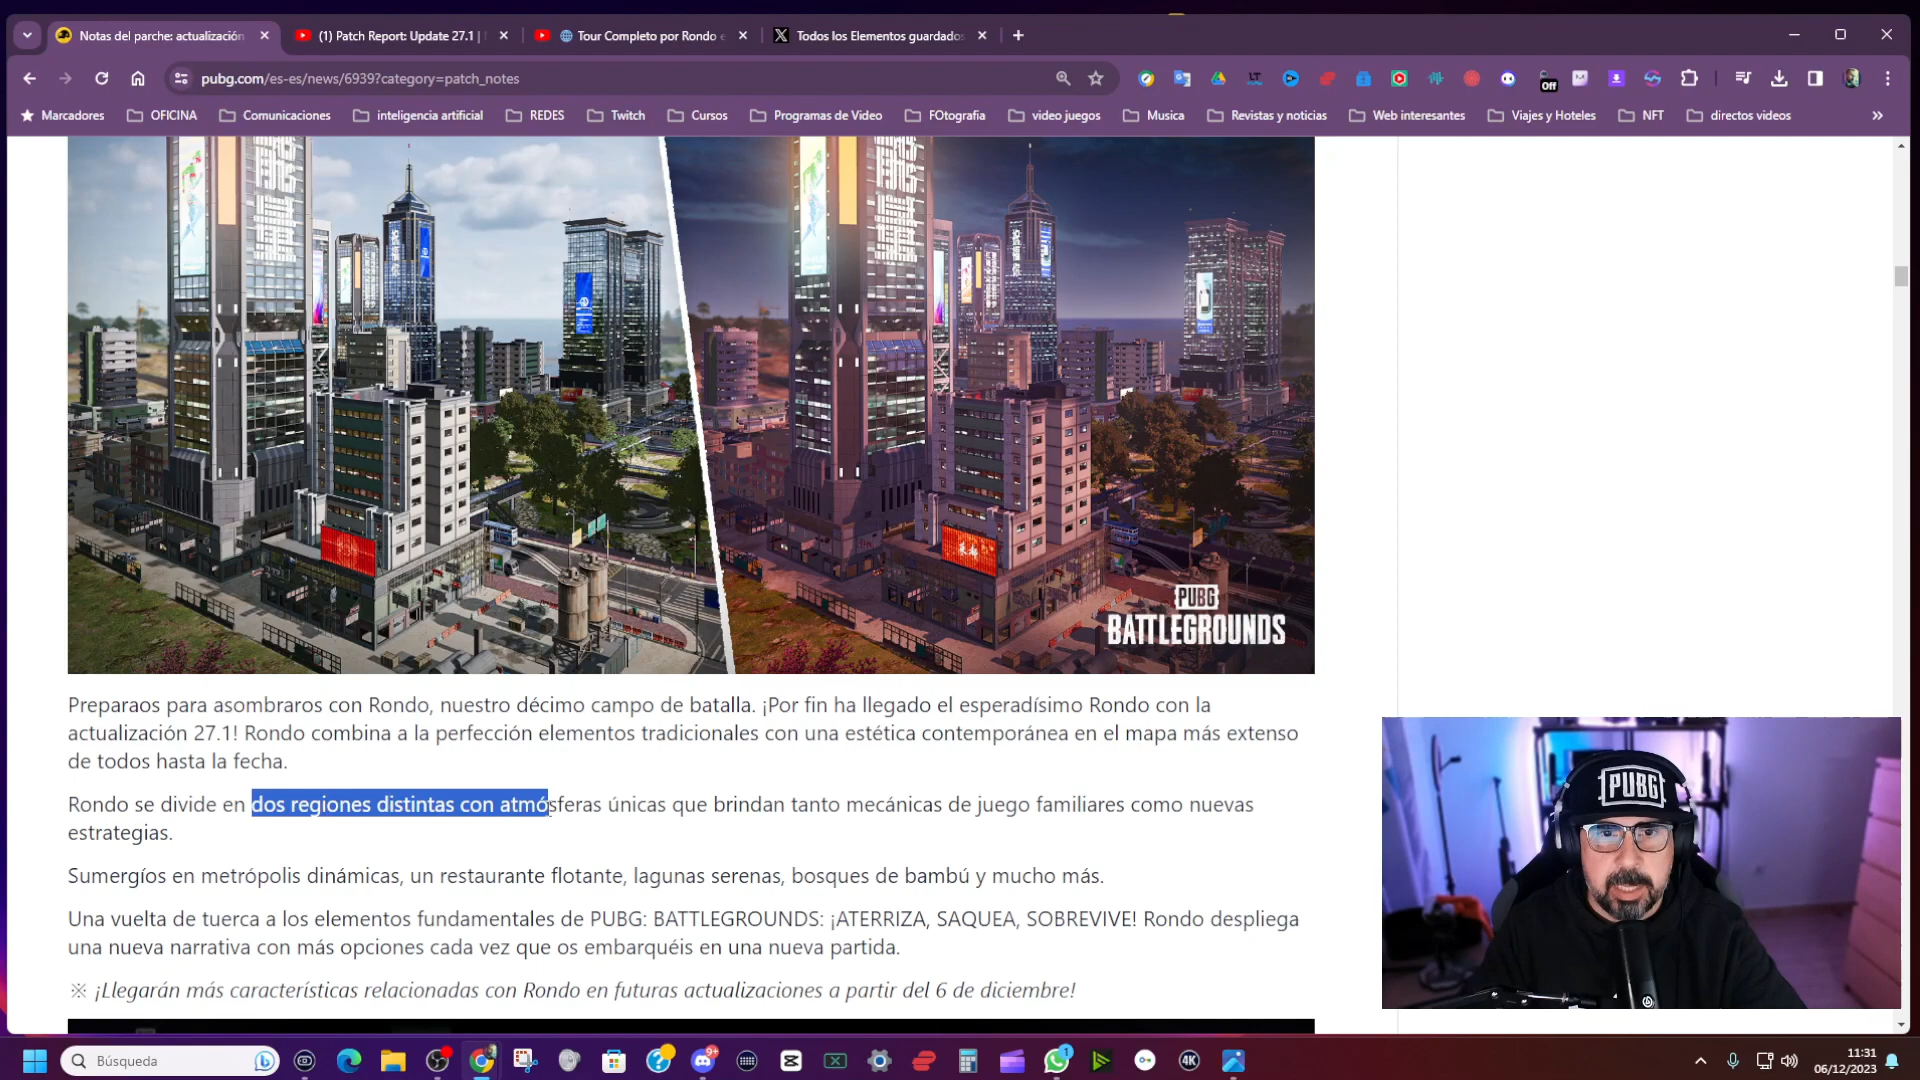 Notas del parche: actualización
(1) Patch Report: Update 27.1 |
Tour Completo por Rondo e
Todos los Elementos guardados
pubg.com/es-es/news/6939?category=patch_notes
Off
Marcadores
OFICINA
Comunicaciones
inteligencia artificial
REDES
Twitch
Cursos
Programas de Video
FOtografia
video juegos
Musica
Revistas y noticias
Web interesantes
Viajes y Hoteles
NFT
directos videos
PUBG
BATTLEGROUNDS
Preparaos para asombraros con Rondo, nuestro décimo campo de batalla. ¡Por fin ha llegado el esperadísimo Rondo con la
actualización 27.1! Rondo combina a la perfección elementos tradicionales con una estética contemporánea en el mapa más extenso
de todos hasta la fecha.
Rondo se divide en dos regiones distintas con atmósferas únicas que brindan tanto mecánicas de juego familiares como nuevas
estrategias.
Sumergíos en metrópolis dinámicas, un restaurante flotante, lagunas serenas, bosques de bambú y mucho más.
Una vuelta de tuerca a los elementos fundamentales de PUBG: BATTLEGROUNDS: ¡ATERRIZA, SAQUEA, SOBREVIVE! Rondo despliega
una nueva narrativa con más opciones cada vez que os embarquéis en una nueva partida.
※ ¡Llegarán más características relacionadas con Rondo en futuras actualizaciones a partir del 6 de diciembre!
PUBG
Búsqueda
9+
1
4K
11:31
06/12/2023